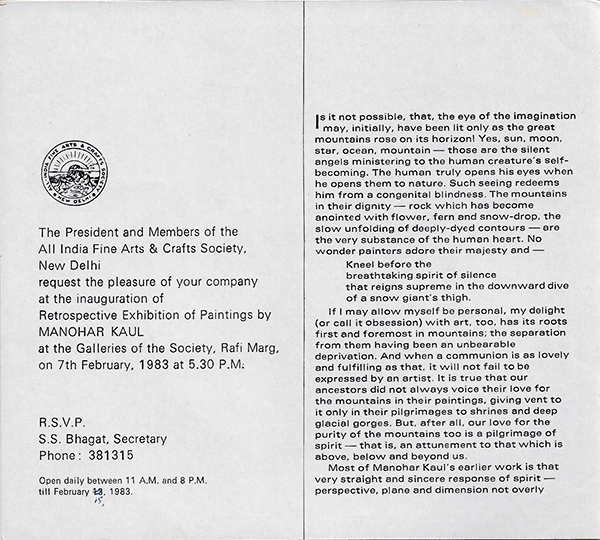 ALL INDIA FINE ARTS & CRAFTS SOCIETY
NEW DELHI
The President and Members of the
All India Fine Arts & Crafts Society,
New Delhi
request the pleasure of your company
at the inauguration of
Retrospective Exhibition of Paintings by
MANOHAR KAUL
at the Galleries of the Society, Rafi Marg,
on 7th February, 1983 at 5.30 P.M.
R.S.V.P.
S.S. Bhagat, Secretary
Phone: 381315
Open daily between 11 A.M. and 8 P.M.
till February 13, 1983.
15,
Is it not possible, that, the eye of the imagination
may, initially, have been lit only as the great
mountains rose on its horizon! Yes, sun, moon,
star, ocean, mountain — those are the silent
angels ministering to the human creature's self-
becoming. The human truly opens his eyes when
he opens them to nature. Such seeing redeems
him from a congenital blindness. The mountains
in their dignity — rock which has become
anointed with flower, fern and snow-drop, the
slow unfolding of deeply-dyed contours — are
the very substance of the human heart. No
wonder painters adore their majesty and —
Kneel before the
breathtaking spirit of silence
that reigns supreme in the downward dive
of a snow giant's thigh.
If I may allow myself be personal, my delight
(or call it obsession) with art, too, has its roots
first and foremost in mountains; the separation
from them having been an unbearable
deprivation. And when a communion is as lovely
and fulfilling as that, it will not fail to be
expressed by an artist. It is true that our
ancestors did not always voice their love for
the mountains in their paintings, giving vent to
it only in their pilgrimages to shrines and deep
glacial gorges. But, after all, our love for the
purity of the mountains too is a pilgrimage of
spirit — that is, an attunement to that which is
above, below and beyond us.
Most of Manohar Kaul's earlier work is that
very straight and sincere response of spirit —
perspective, plane and dimension not overly